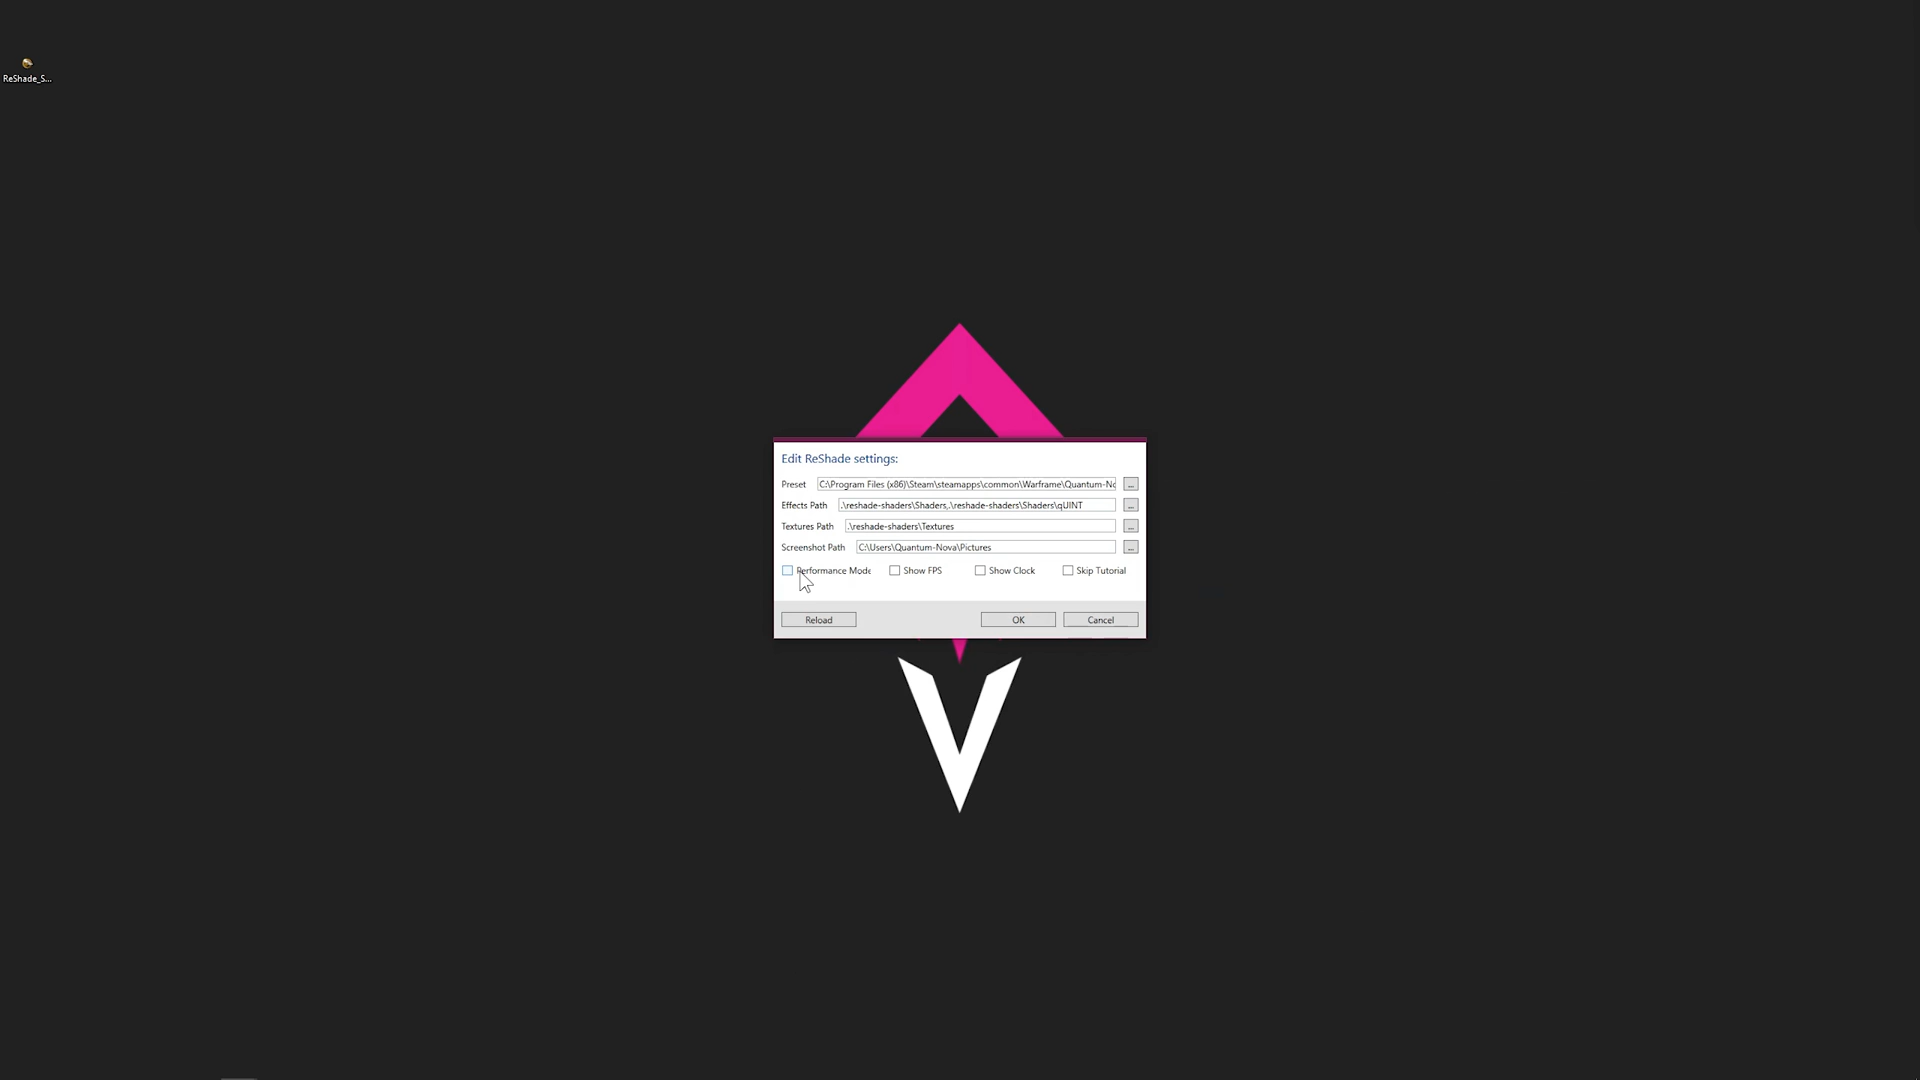 ReShade_S...
Edit ReShade settings:
Preset C:\Program Files (x86)\Steam\steamapps\common\Warframe\Quantum-No ...
Effects Path .\reshade-shaders\Shaders,.\reshade-shaders\Shaders\qUINT ...
Textures Path .\reshade-shaders\Textures ...
Screenshot Path C:\Users\Quantum-Nova\Pictures ...
Performance Mode Show FPS Show Clock Skip Tutorial
Reload OK Cancel